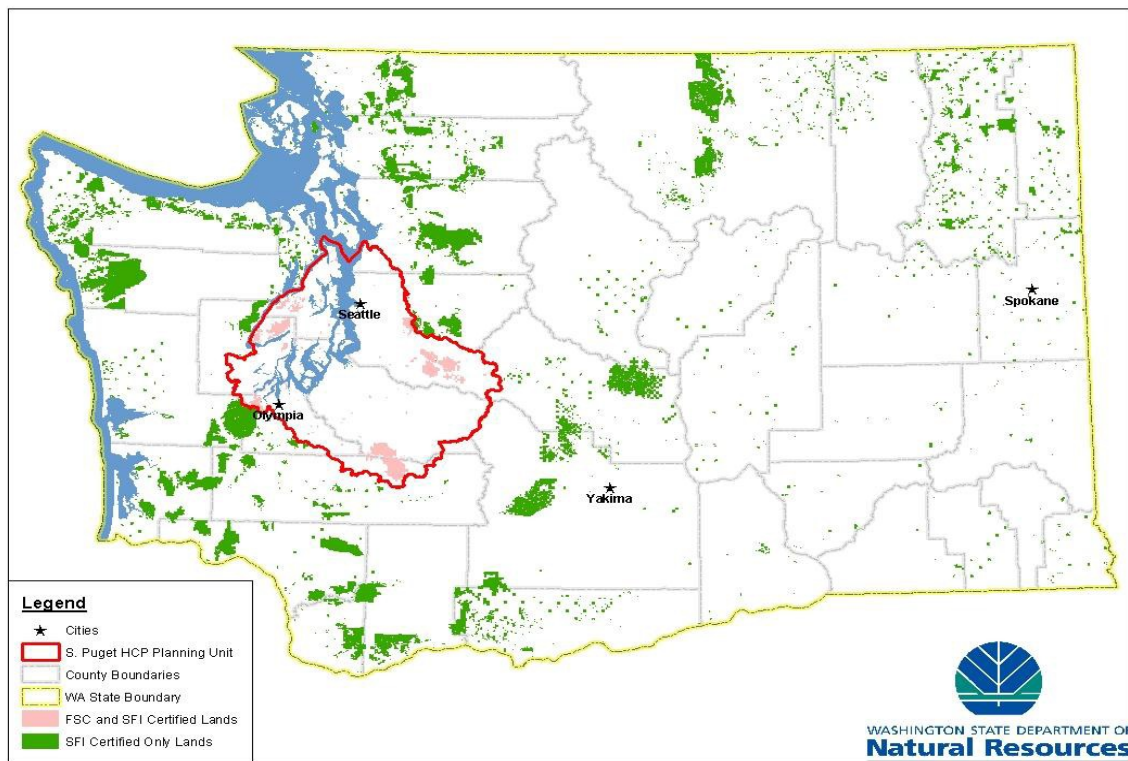 Seattle
Spokane
Olympia
Yakima
Legend
Cities
S. Puget HCP Planning Unit
County Boundaries
WA State Boundary
FSC and SFI Certified Lands
SFI Certified Only Lands
WASHINGTON STATE DEPARTMENT OF
Natural Resources